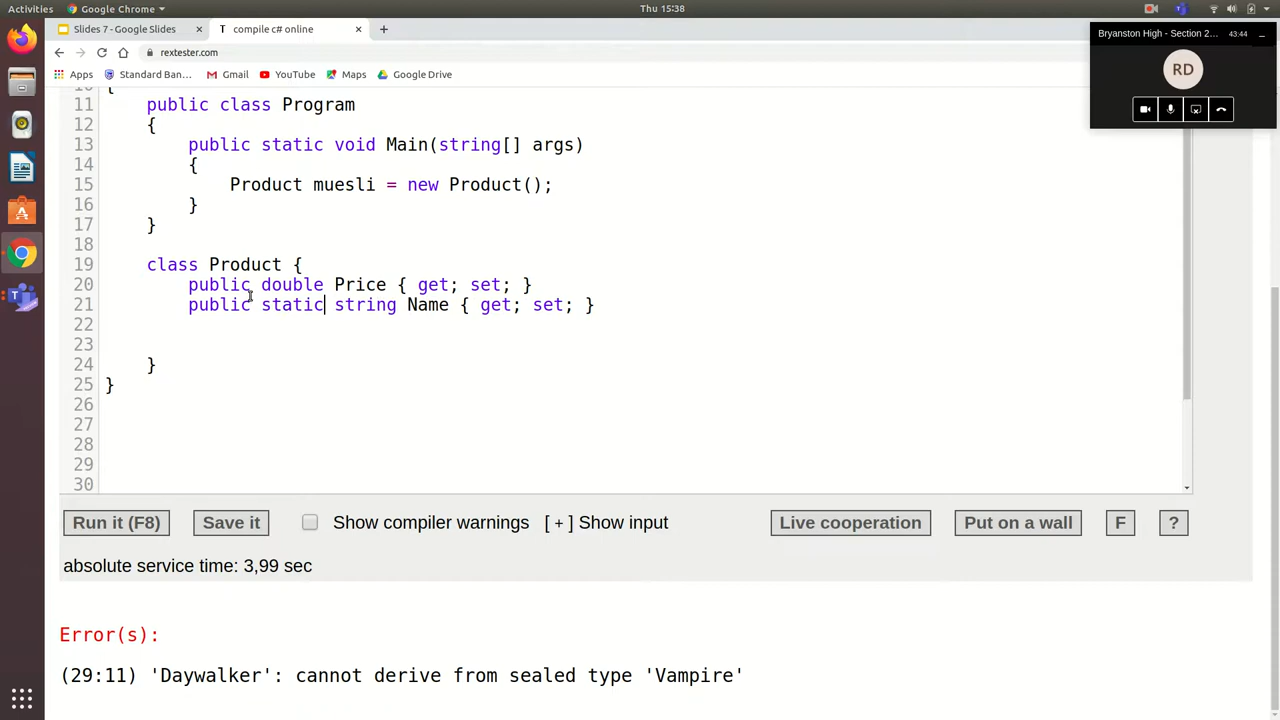 Activities
Google Chrome
Thu 15:38
Slides 7 - Google Slides
compile c# online
rextester.com
Apps
Standard Ban...
Gmail
YouTube
Maps
Google Drive
Bryanston High - Section 2...
43:44
RD
10 {
11 public class Program
12 {
13 public static void Main(string[] args)
14 {
15 Product muesli = new Product();
16 }
17 }
18
19 class Product {
20 public double Price { get; set; }
21 public static string Name { get; set; }
22
23
24 }
25 }
26
27
28
29
30
Run it (F8)
Save it
Show compiler warnings
[ + ] Show input
Live cooperation
Put on a wall
F
?
absolute service time: 3,99 sec
Error(s):
(29:11) 'Daywalker': cannot derive from sealed type 'Vampire'